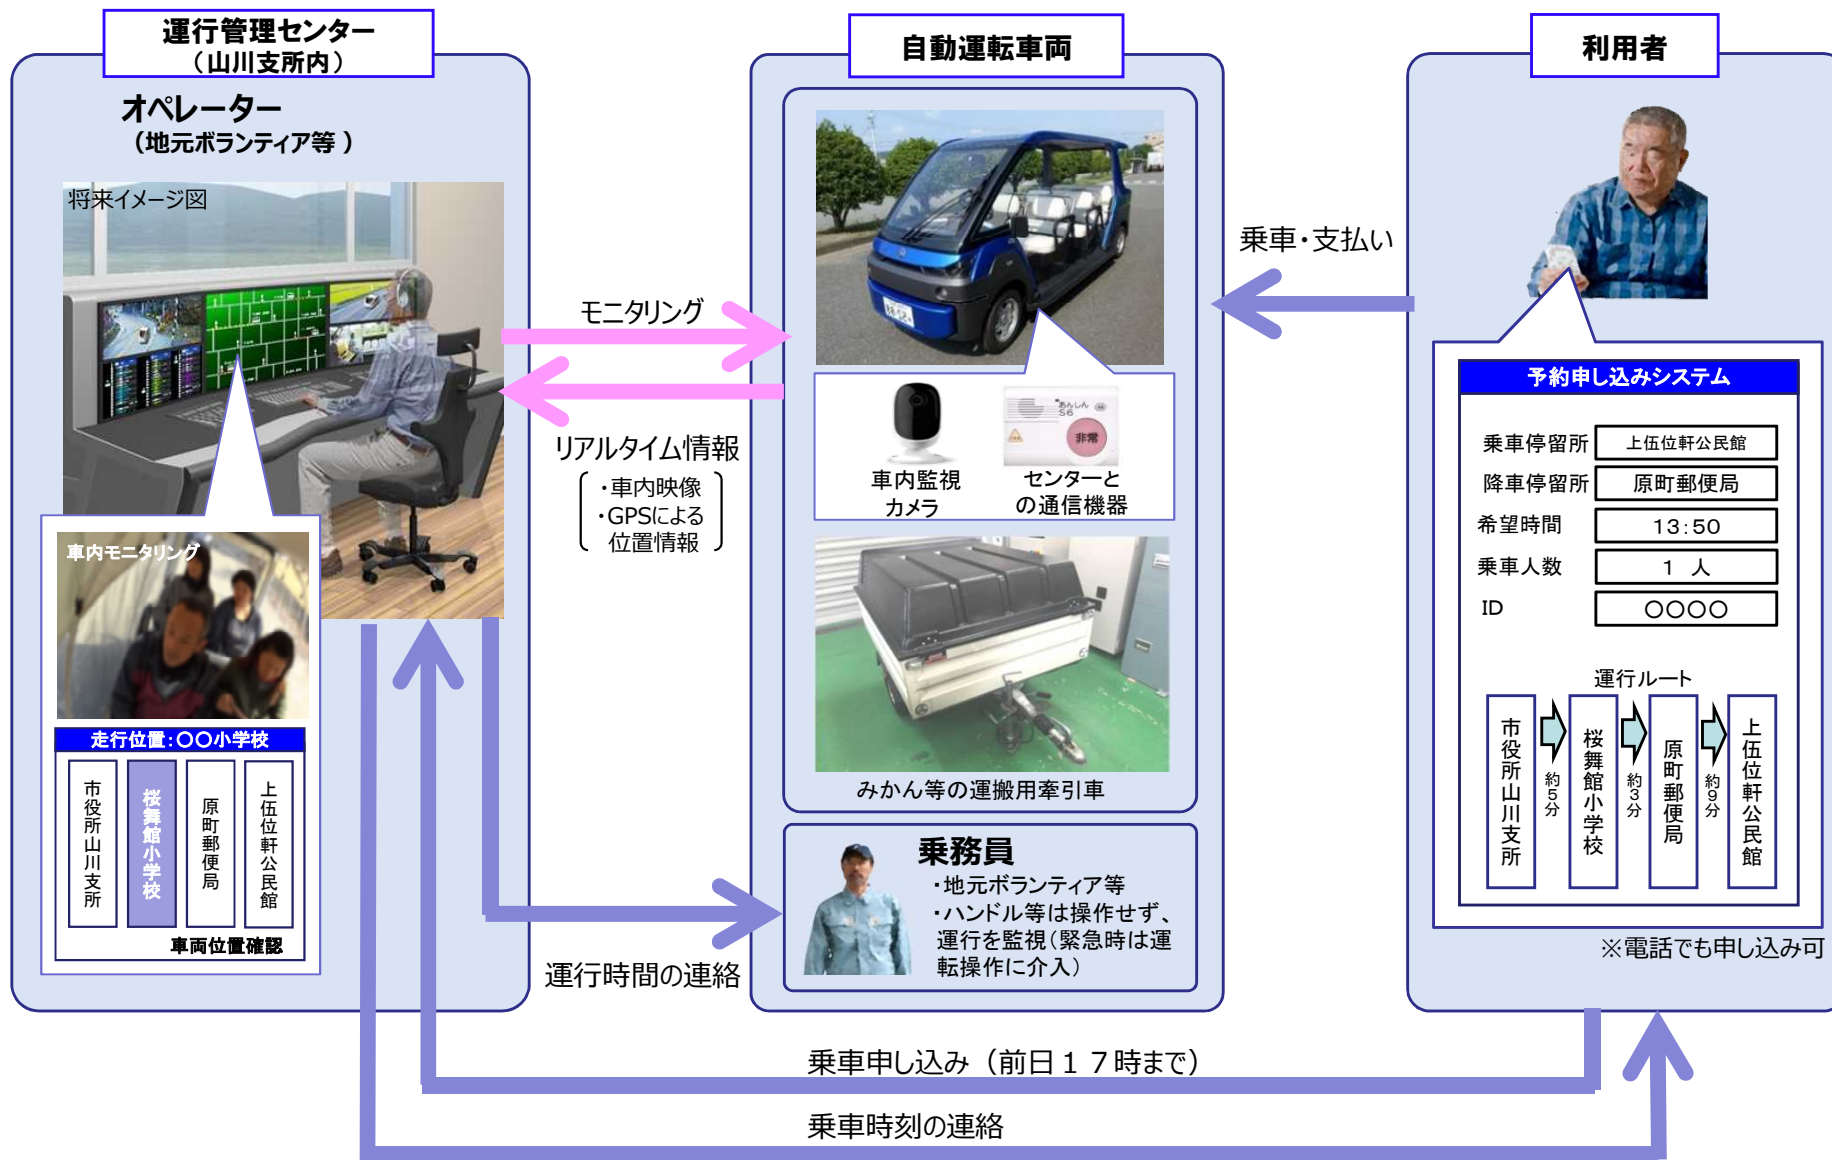 運行管理センター
（山川支所内）
オペレーター
（地元ボランティア等 ）
将来イメージ図
車内モニタリング
走行位置：〇〇小学校
市役所山川支所
桜舞館小学校
原町郵便局
上伍位軒公民館
車両位置確認
モニタリング
リアルタイム情報
・車内映像
・GPSによる
位置情報
運行時間の連絡
自動運転車両
あんしん
S6
非常
車内監視
カメラ
センターと
の通信機器
みかん等の運搬用牽引車
乗務員
・地元ボランティア等
・ハンドル等は操作せず、
運行を監視（緊急時は運
転操作に介入）
乗車・支払い
利用者
予約申し込みシステム
乗車停留所 上伍位軒公民館
降車停留所 原町郵便局
希望時間 13：50
乗車人数 1 人
ID 〇〇〇〇
運行ルート
市役所山川支所
約5分
桜舞館小学校
約3分
原町郵便局
約9分
上伍位軒公民館
※電話でも申し込み可
乗車申し込み（前日１７時まで）
乗車時刻の連絡